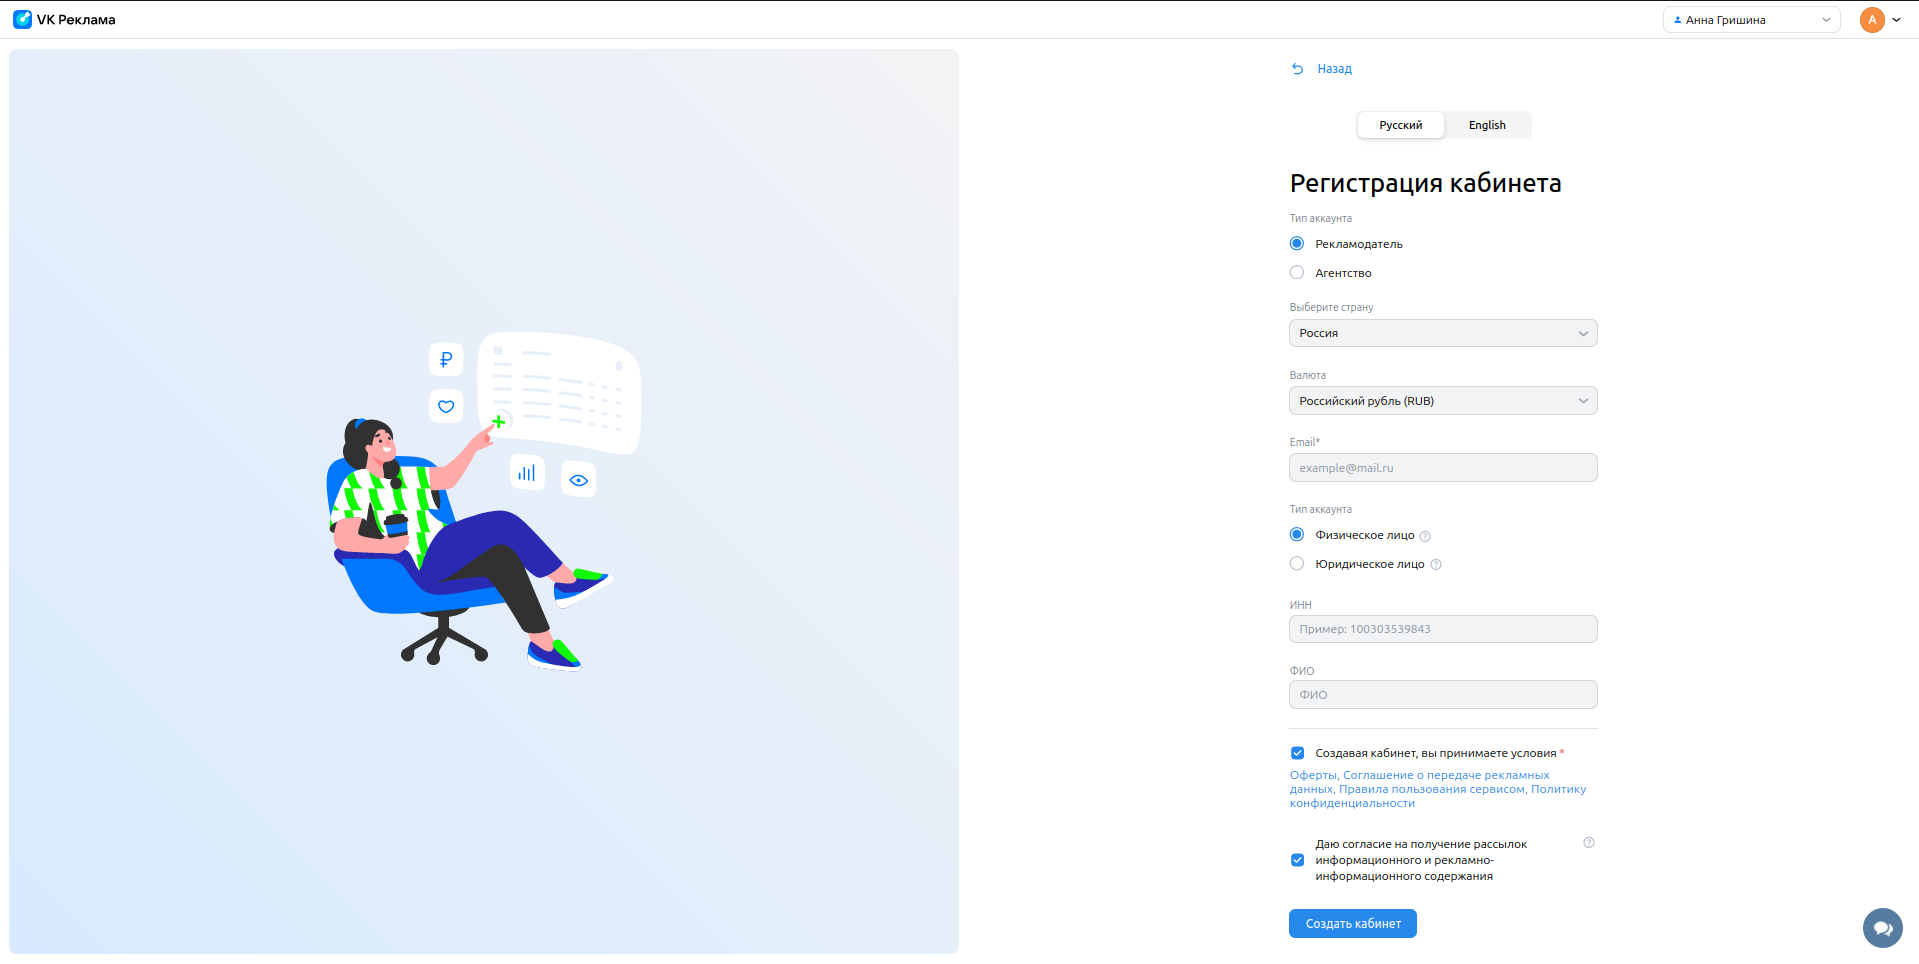 VK Реклама
Анна Гришина
А
Назад
Русский
English
Регистрация кабинета
Тип аккаунта
Рекламодатель
Агентство
Выберите страну
Россия
Валюта
Российский рубль (RUB)
Email*
example@mail.ru
Тип аккаунта
Физическое лицо
Юридическое лицо
ИНН
Пример: 100303539843
ФИО
ФИО
Создавая кабинет, вы принимаете условия *
Оферты, Соглашение о передаче рекламных
данных, Правила пользования сервисом, Политику
конфиденциальности
Даю согласие на получение рассылок
информационного и рекламно-
информационного содержания
Создать кабинет